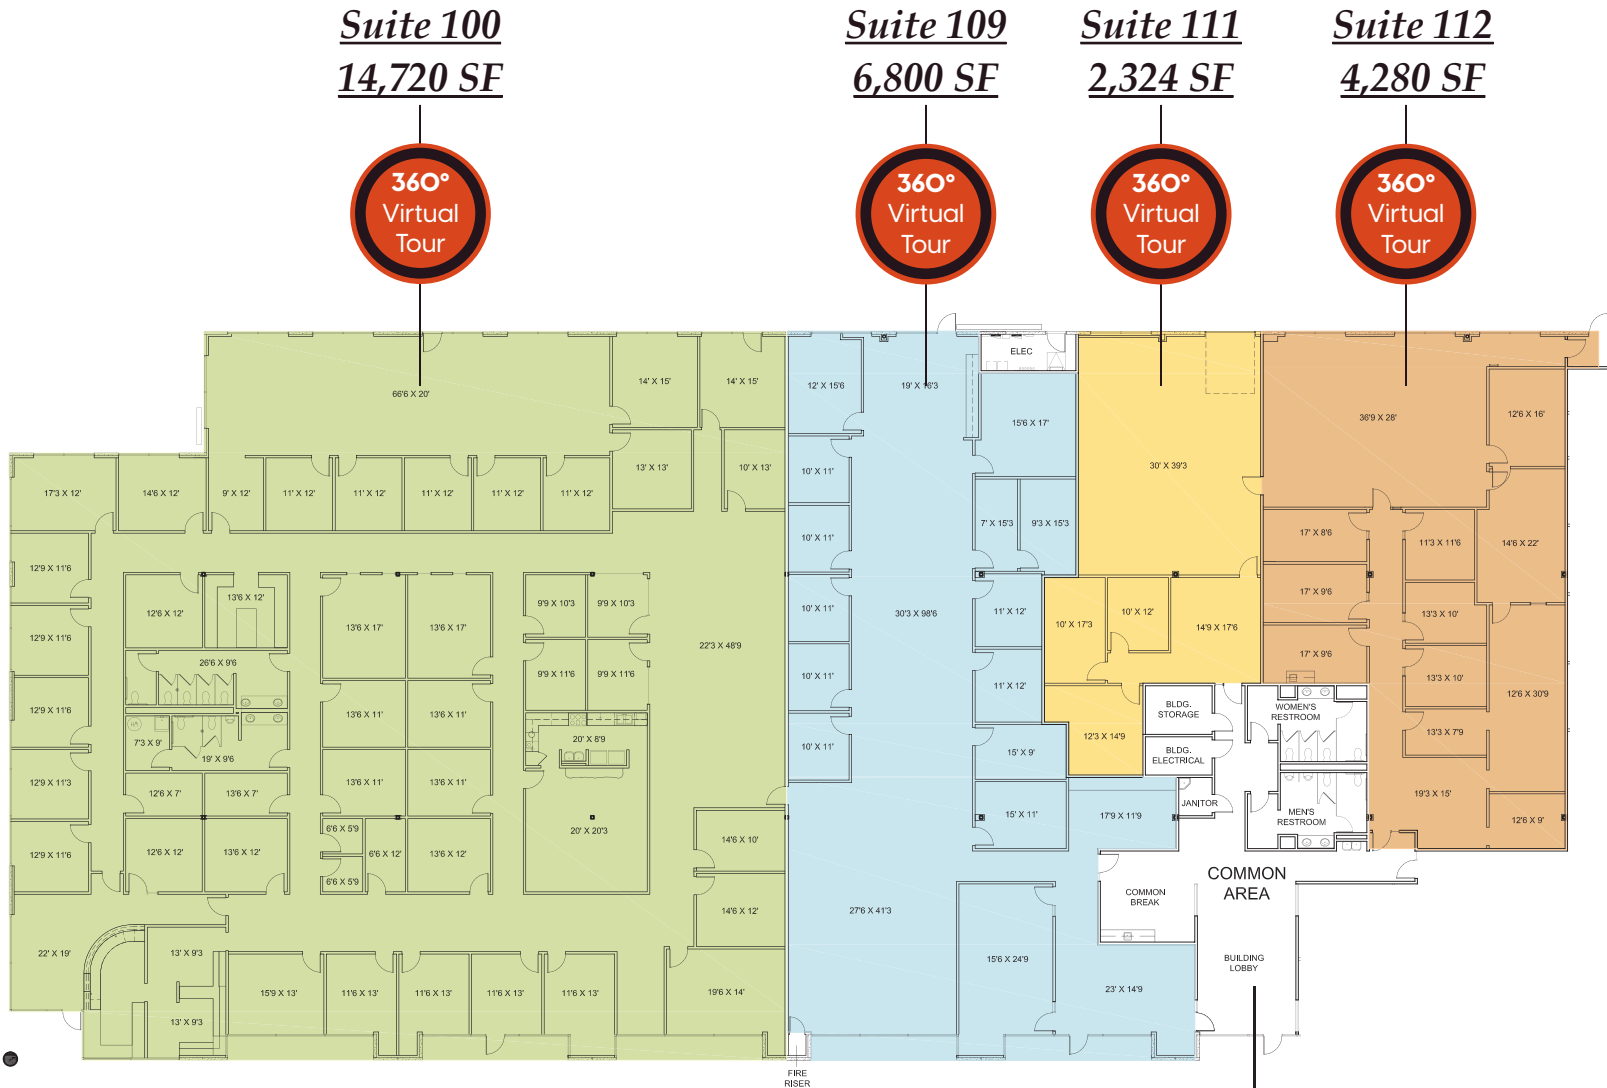 Suite 100
14,720 SF
Suite 109
6,800 SF
Suite 111
2,324 SF
Suite 112
4,280 SF
360°
Virtual
Tour
360°
Virtual
Tour
360°
Virtual
Tour
360°
Virtual
Tour
66'6 X 20'
14' X 15'
14' X 15'
13' X 13'
10' X 13'
17'3 X 12'
14'6 X 12'
9' X 12'
11' X 12'
11' X 12'
11' X 12'
11' X 12'
11' X 12'
12'9 X 11'6
12'6 X 12'
13'6 X 12'
13'6 X 17'
13'6 X 17'
9'9 X 10'3
9'9 X 10'3
12'9 X 11'6
22'3 X 48'9
26'6 X 9'6
9'9 X 11'6
9'9 X 11'6
12'9 X 11'6
13'6 X 11'
13'6 X 11'
7'3 X 9'
19' X 9'6
20' X 8'9
12'9 X 11'3
12'6 X 7'
13'6 X 7'
13'6 X 11'
13'6 X 11'
20' X 20'3
6'6 X 5'9
14'6 X 10'
12'9 X 11'6
12'6 X 12'
13'6 X 12'
6'6 X 12'
13'6 X 12'
6'6 X 5'9
14'6 X 12'
22' X 19'
13' X 9'3
15'9 X 13'
11'6 X 13'
11'6 X 13'
11'6 X 13'
11'6 X 13'
19'6 X 14'
13' X 9'3
12' X 15'6
19' X 16'3
ELEC
15'6 X 17'
10' X 11'
10' X 11'
7' X 15'3
9'3 X 15'3
10' X 11'
30'3 X 98'6
11' X 12'
10' X 11'
11' X 12'
10' X 11'
15' X 9'
15' X 11'
17'9 X 11'9
27'6 X 41'3
15'6 X 24'9
23' X 14'9
FIRE
RISER
30' X 39'3
10' X 17'3
10' X 12'
14'9 X 17'6
12'3 X 14'9
BLDG.
STORAGE
BLDG.
ELECTRICAL
JANITOR
WOMEN'S
RESTROOM
MEN'S
RESTROOM
COMMON
AREA
COMMON
BREAK
BUILDING
LOBBY
36'9 X 28'
12'6 X 16'
17' X 8'6
11'3 X 11'6
14'6 X 22'
17' X 9'6
13'3 X 10'
17' X 9'6
13'3 X 10'
12'6 X 30'9
13'3 X 7'9
19'3 X 15'
12'6 X 9'